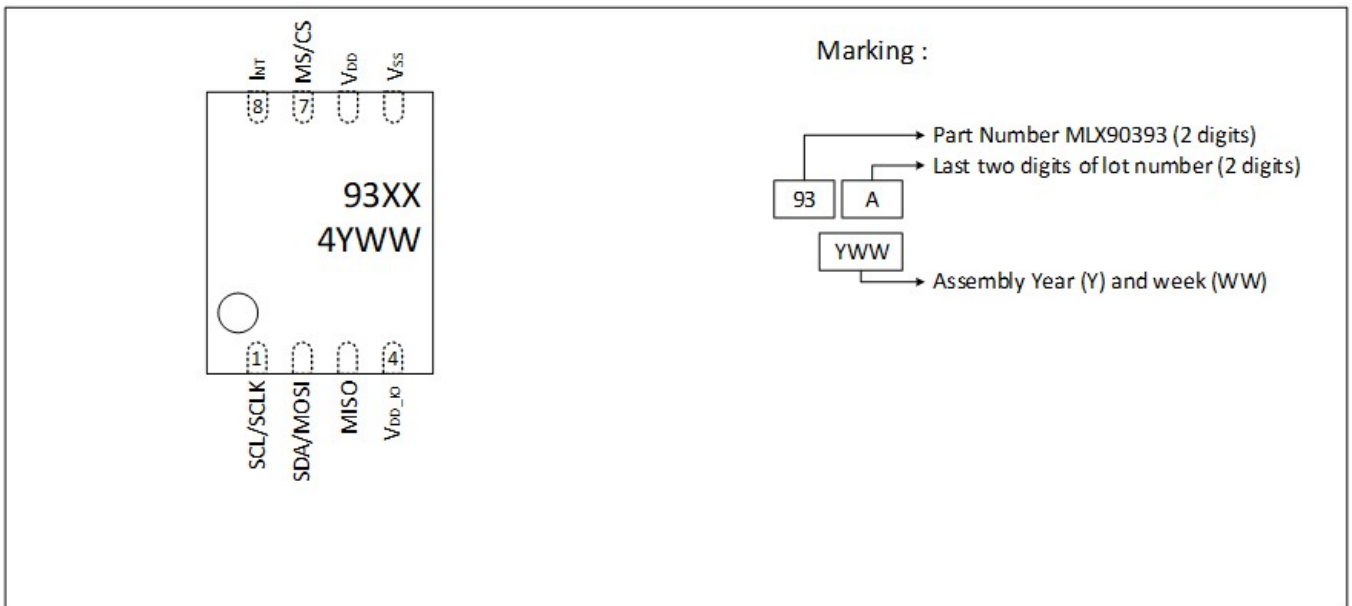 INT MS/CS VDD VSS
8 7
93XX
4YWW
1 4
SCL/SCLK SDA/MOSI MISO VDD_IO
Marking :
Part Number MLX90393 (2 digits)
Last two digits of lot number (2 digits)
93 A
YWW
Assembly Year (Y) and week (WW)